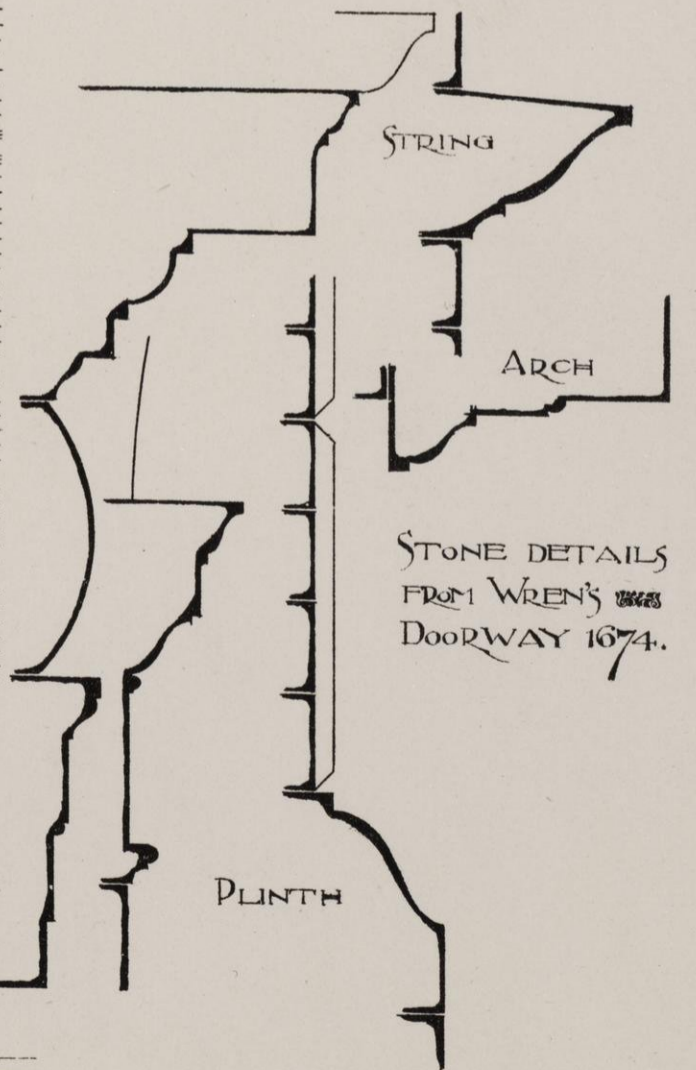 STRING
ARCH
STONE DETAILS
FROM WREN'S
DOORWAY 1674.
PLINTH